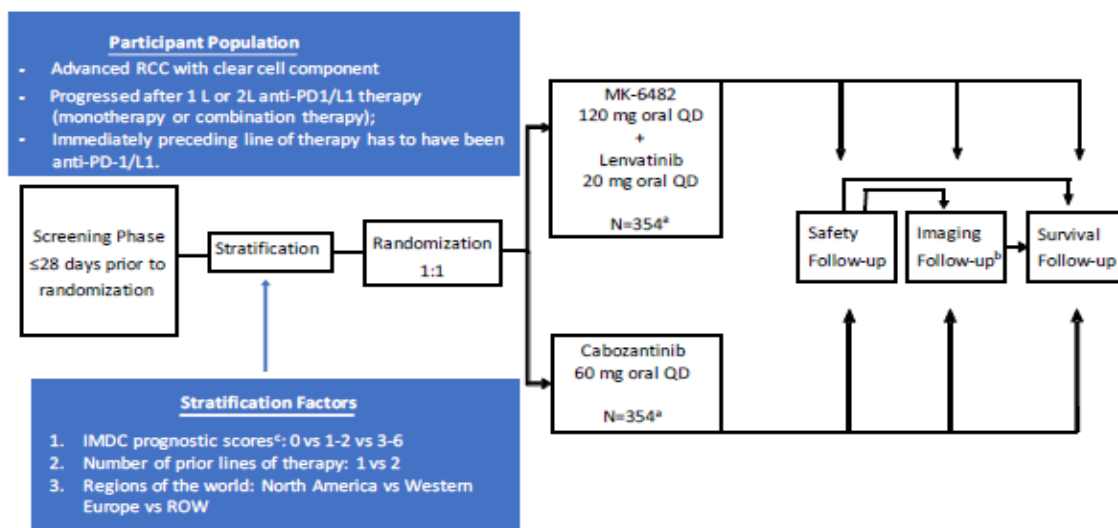 Participant Population
- Advanced RCC with clear cell component
- Progressed after 1 L or 2L anti-PD1/L1 therapy
(monotherapy or combination therapy);
- Immediately preceding line of therapy has to have been
anti-PD-1/L1.
Screening Phase
≤28 days prior to
randomization
Stratification
Randomization
1:1
MK-6482
120 mg oral QD
+
Lenvatinib
20 mg oral QD
N=354ª
Cabozantinib
60 mg oral QD
N=354ª
Safety
Follow-up
Imaging
Follow-upᵇ
Survival
Follow-up
Stratification Factors
1. IMDC prognostic scoresᶜ: 0 vs 1-2 vs 3-6
2. Number of prior lines of therapy: 1 vs 2
3. Regions of the world: North America vs Western
Europe vs ROW